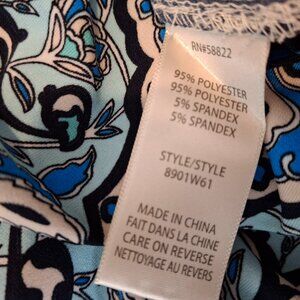 RN#58822
95% POLYESTER
95% POLYESTER
5% SPANDEX
5% SPANDEX
STYLE/STYLE
8901W61
MADE IN CHINA
FAIT DANS LA CHINE
CARE ON REVERSE
NETTOYAGE AU REVERS